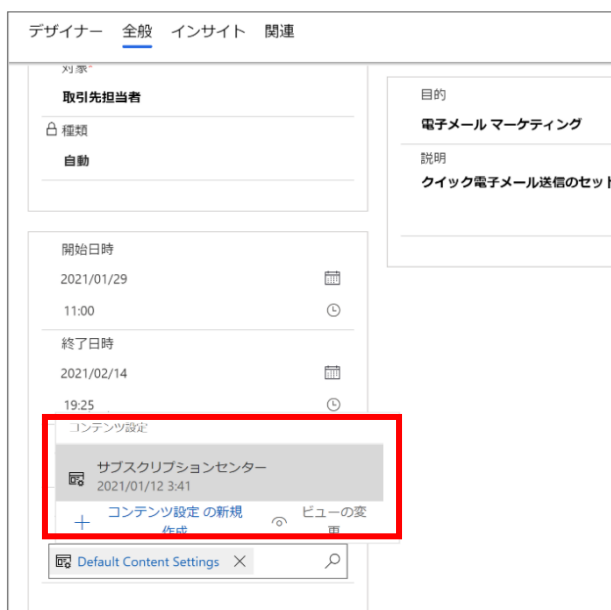 デザイナー 全般 インサイト 関連
対象*
取引先担当者
種類
自動
目的
電子メール マーケティング
説明
クイック電子メール送信のセット
開始日時
2021/01/29
11:00
終了日時
2021/02/14
19:25
コンテンツ設定
サブスクリプションセンター
2021/01/12 3:41
コンテンツ設定 の新規
作成
ビューの変
更
Default Content Settings